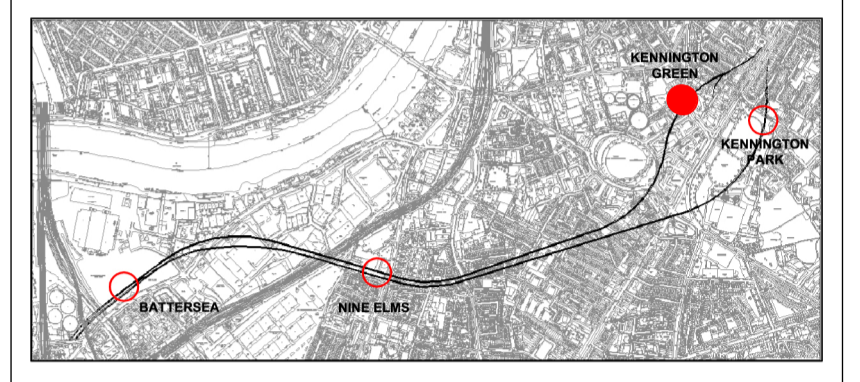 KENNINGTON
GREEN
KENNINGTON
PARK
BATTERSEA
NINE ELMS